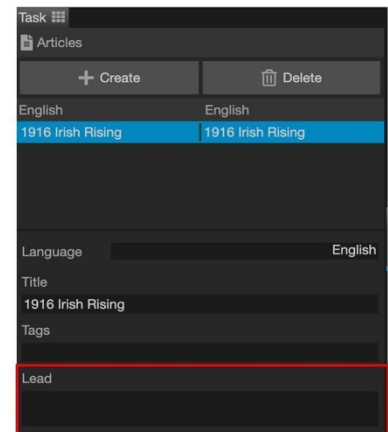 Task
Articles
Create Delete
English English
1916 Irish Rising 1916 Irish Rising
Language English
Title
1916 Irish Rising
Tags
Lead